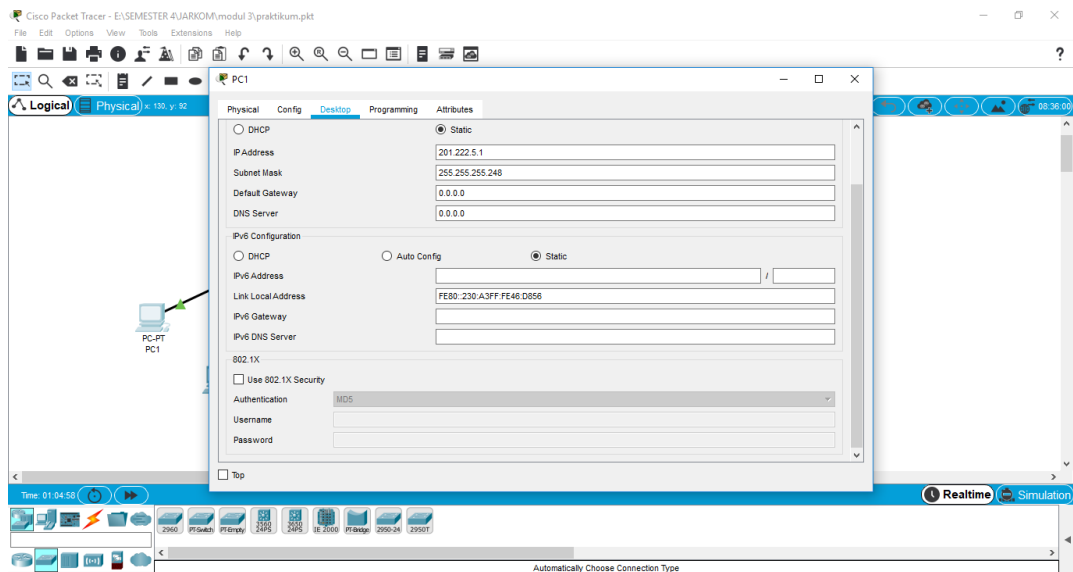 Cisco Packet Tracer - E:\SEMESTER 4\JARKOM\modul 3\praktikum.pkt
File Edit Options View Tools Extensions Help
?
PC1
Logical Physical x: 130, y: 92
08:36:00
Physical Config Desktop Programming Attributes
DHCP Static
IP Address 201.222.5.1
Subnet Mask 255.255.255.248
Default Gateway 0.0.0.0
DNS Server 0.0.0.0
IPv6 Configuration
DHCP Auto Config Static
IPv6 Address /
Link Local Address FE80::230:A3FF:FE46:D856
IPv6 Gateway
IPv6 DNS Server
PC-PT
PC1
802.1X
Use 802.1X Security
Authentication MD5
Username
Password
Top
Time: 01:04:58 Realtime Simulation
2960 PT-Switch PT-Empty 3560 24PS 3650 24PS IE 2000 PT-Bridge 2950-24 2950T
Automatically Choose Connection Type